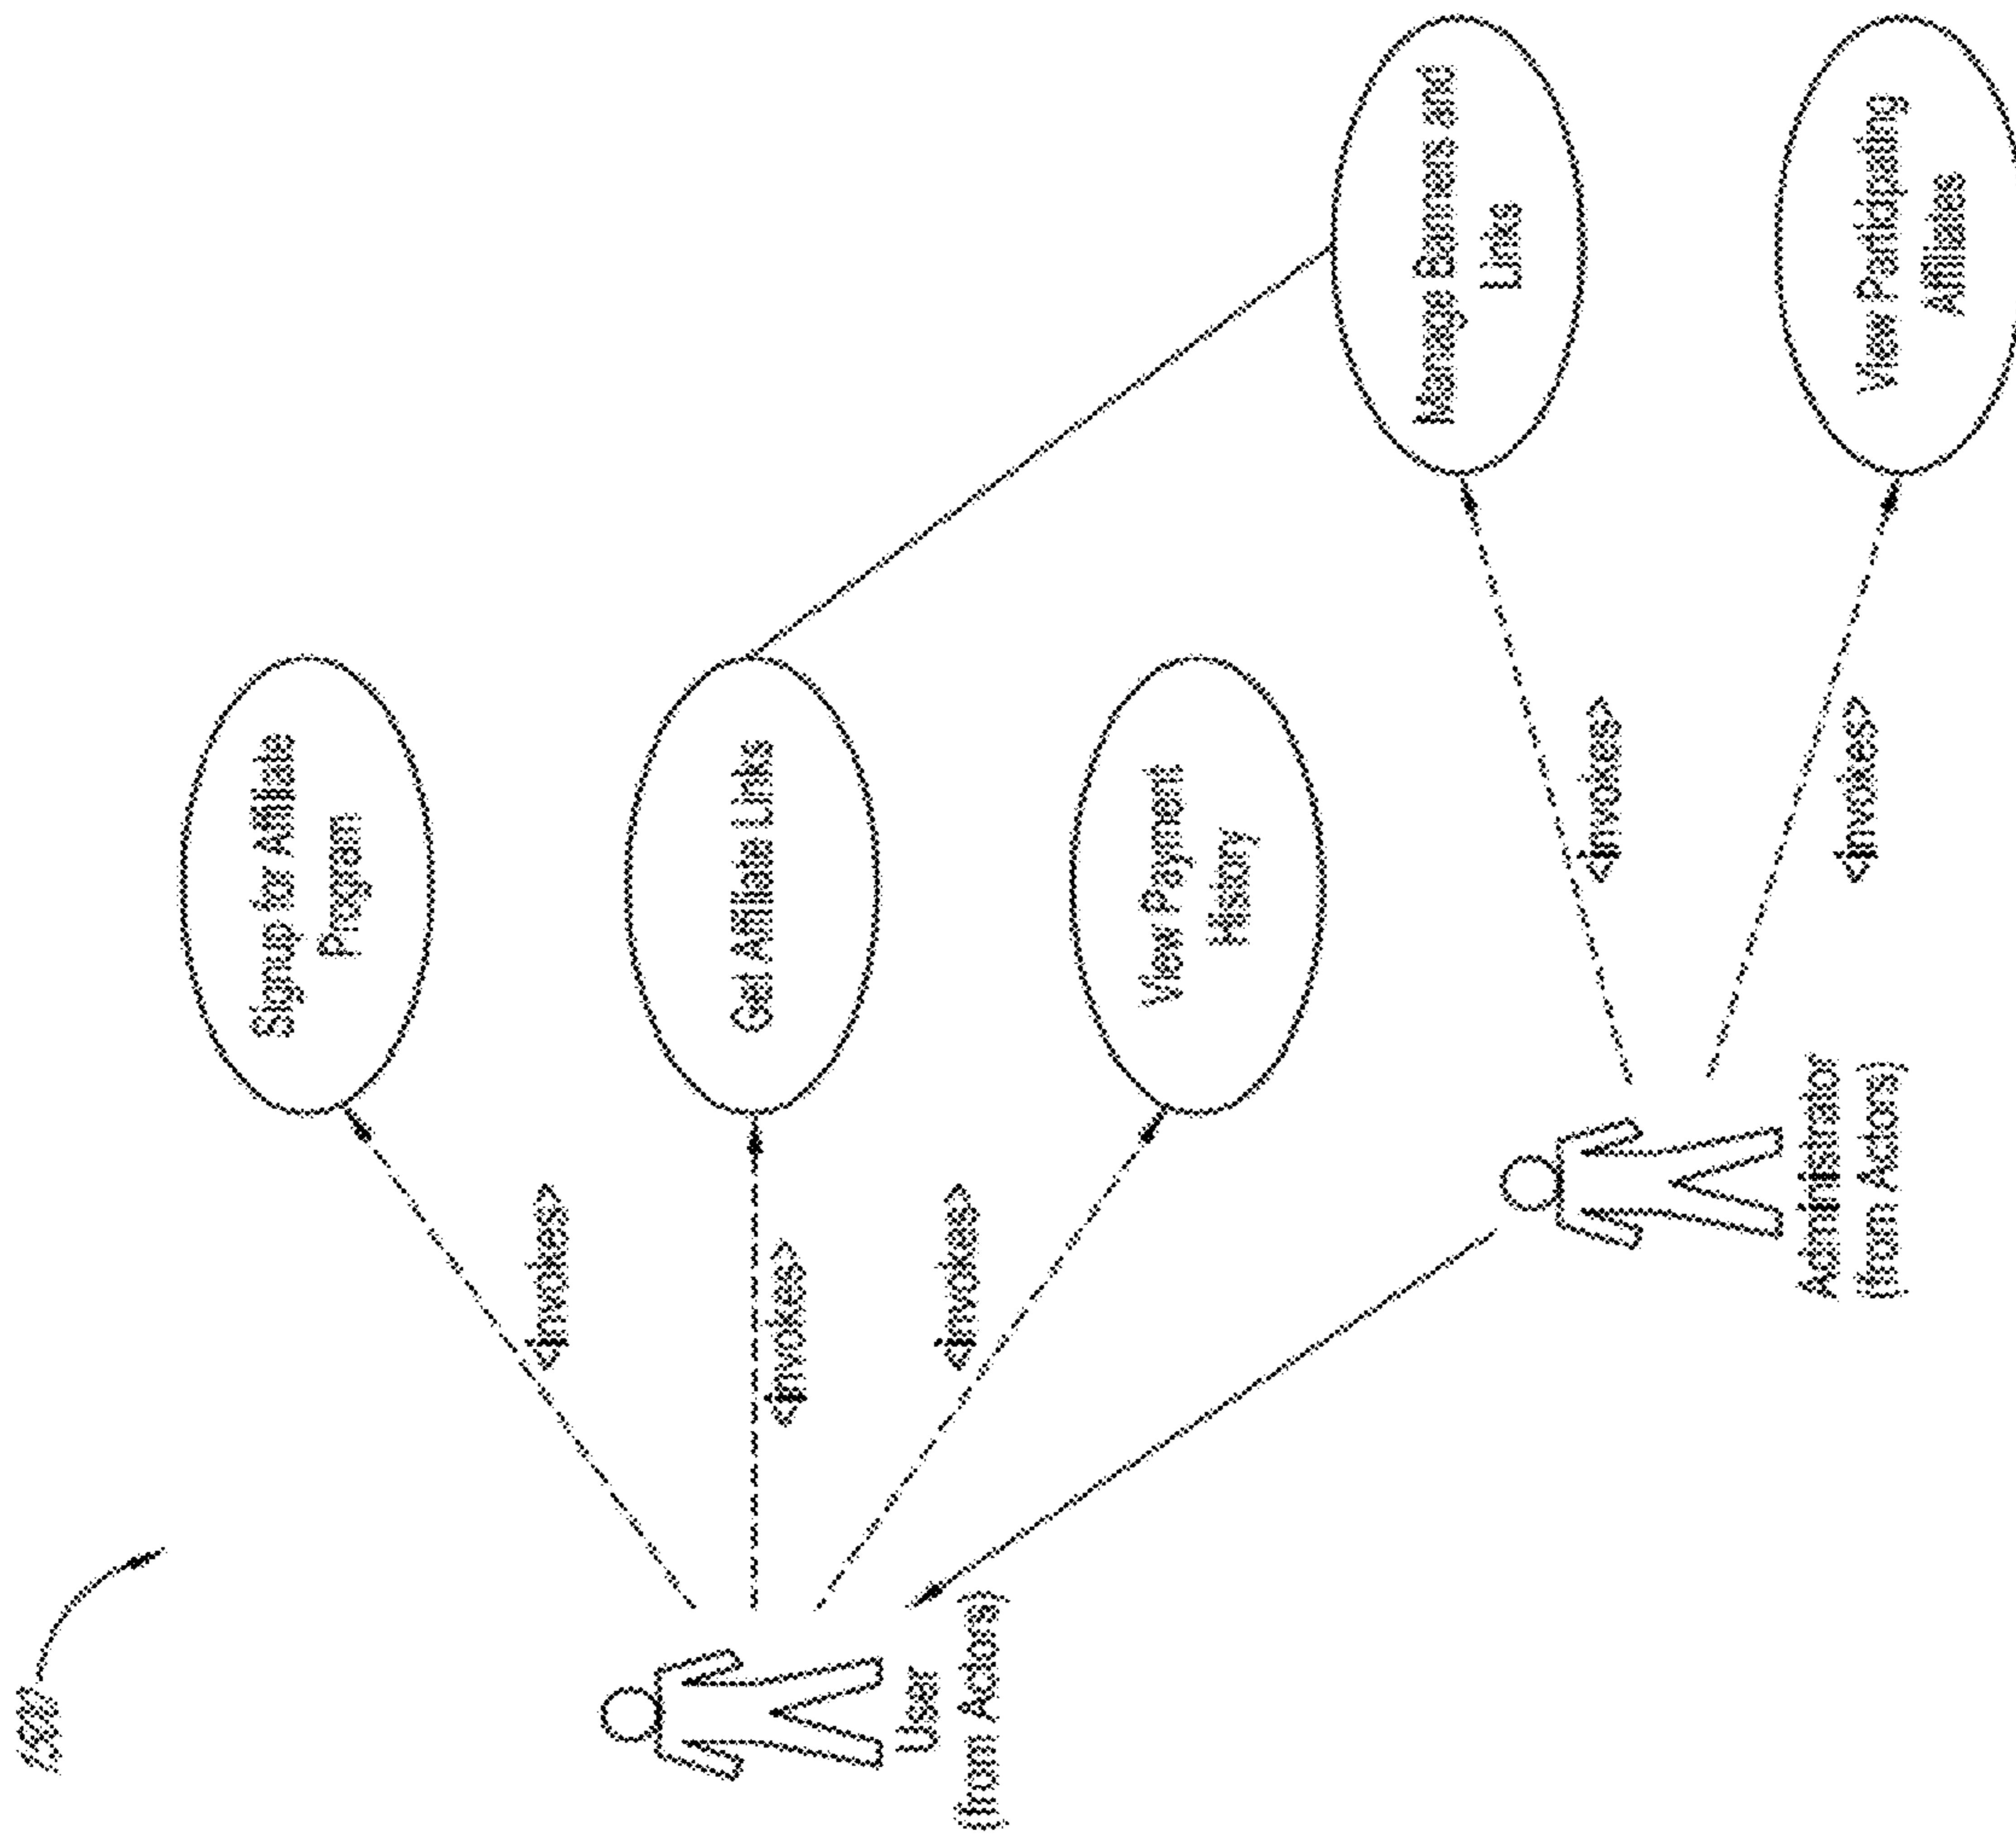 Signup for Affiliate
Program
<Invokes>
Get Affiliate Links
<Invokes>
View Payment
History
<Invokes>
User
(from Actors)
Manage Banners and
Links
<Invokes>
View Participating
Affiliates
<Invokes>
Administrator
(from Actors)